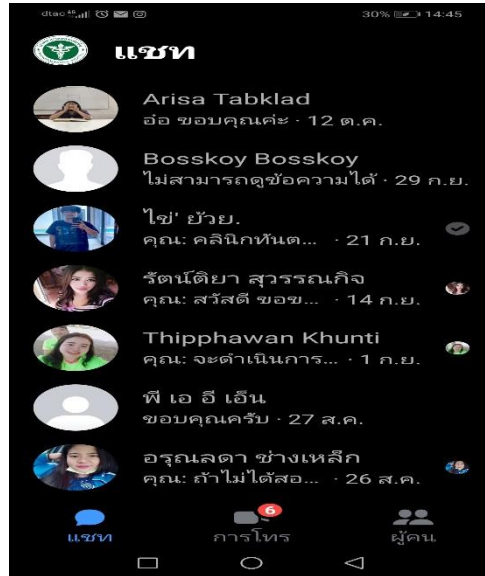 dtac 4G 30% 14:45
แชท
Arisa Tabklad
อ๋อ ขอบคุณค่ะ · 12 ต.ค.
Bosskoy Bosskoy
ไม่สามารถดูข้อความได้ · 29 ก.ย.
ไข่' ย้วย.
คุณ: คลินิกทันต... · 21 ก.ย.
รัตน์ติยา สุวรรณกิจ
คุณ: สวัสดี ขอข... · 14 ก.ย.
Thipphawan Khunti
คุณ: จะดำเนินการ... · 1 ก.ย.
พี เอ อี เอ็น
ขอบคุณครับ · 27 ส.ค.
อรุณลดา ช่างเหล็ก
คุณ: ถ้าไม่ได้สอ... · 26 ส.ค.
6
แชท การโทร ผู้คน